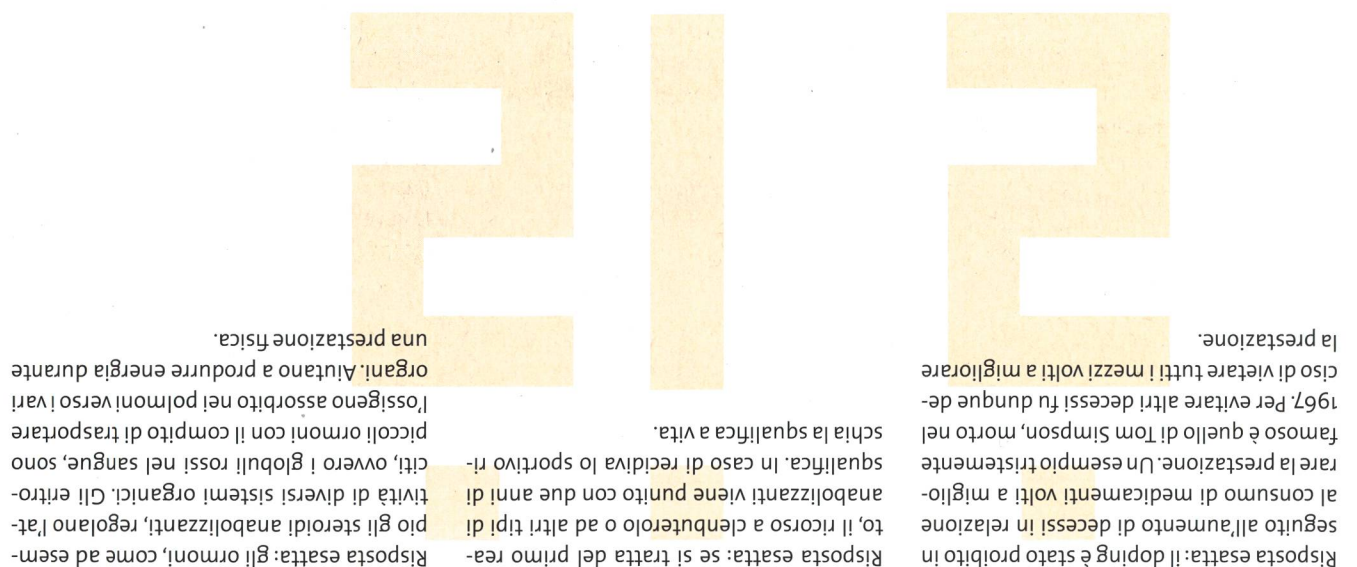 Risposta esatta: il doping è stato proibito in
seguito all'aumento di decessi in relazione
al consumo di medicamenti volti a miglio-
rare la prestazione. Un esempio tristemente
famoso è quello di Tom Simpson, morto nel
1967. Per evitare altri decessi fu dunque de-
ciso di vietare tutti i mezzi volti a migliorare
la prestazione.
Risposta esatta: se si tratta del primo rea-
to, il ricorso a clenbuterolo o ad altri tipi di
anabolizzanti viene punito con due anni di
squalifica. In caso di recidiva lo sportivo ri-
schia la squalifica a vita.
Risposta esatta: gli ormoni, come ad esem-
pio gli steroidi anabolizzanti, regolano l'at-
tività di diversi sistemi organici. Gli eritro-
citi, ovvero i globuli rossi nel sangue, sono
piccoli ormoni con il compito di trasportare
l'ossigeno assorbito nei polmoni verso i vari
organi. Aiutano a produrre energia durante
una prestazione fisica.